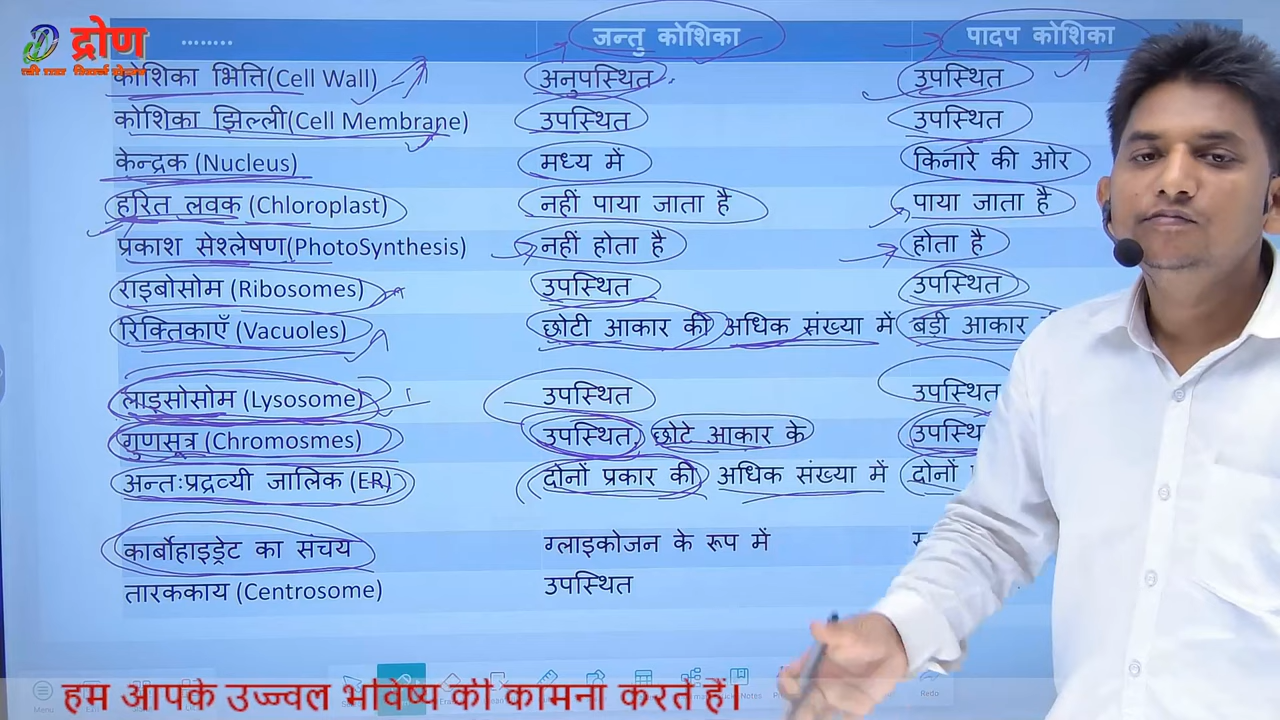 द्रोण
........ जन्तु कोशिका पादप कोशिका
कोशिका भित्ति(Cell Wall) अनुपस्थित उपस्थित
कोशिका झिल्ली(Cell Membrane) उपस्थित उपस्थित
केन्द्रक (Nucleus) मध्य में किनारे की ओर
हरित लवक (Chloroplast) नहीं पाया जाता है पाया जाता है
प्रकाश सेश्लेषण(PhotoSynthesis) नहीं होता है होता है
राइबोसोम (Ribosomes) उपस्थित उपस्थित
रिक्तिकाएँ (Vacuoles) छोटी आकार की अधिक संख्या में बड़ी आकार
लाइसोसोम (Lysosome) उपस्थित उपस्थित
गुणसूत्र (Chromosmes) उपस्थित, छोटे आकार के
अन्तःप्रद्रव्यी जालिक (ER) दोनों प्रकार की अधिक संख्या में दोनों
कार्बोहाइड्रेट का संचय ग्लाइकोजन के रूप में
तारककाय (Centrosome) उपस्थित
Menu Redo
हम आपके उज्ज्वल भविष्य की कामना करते हैं।